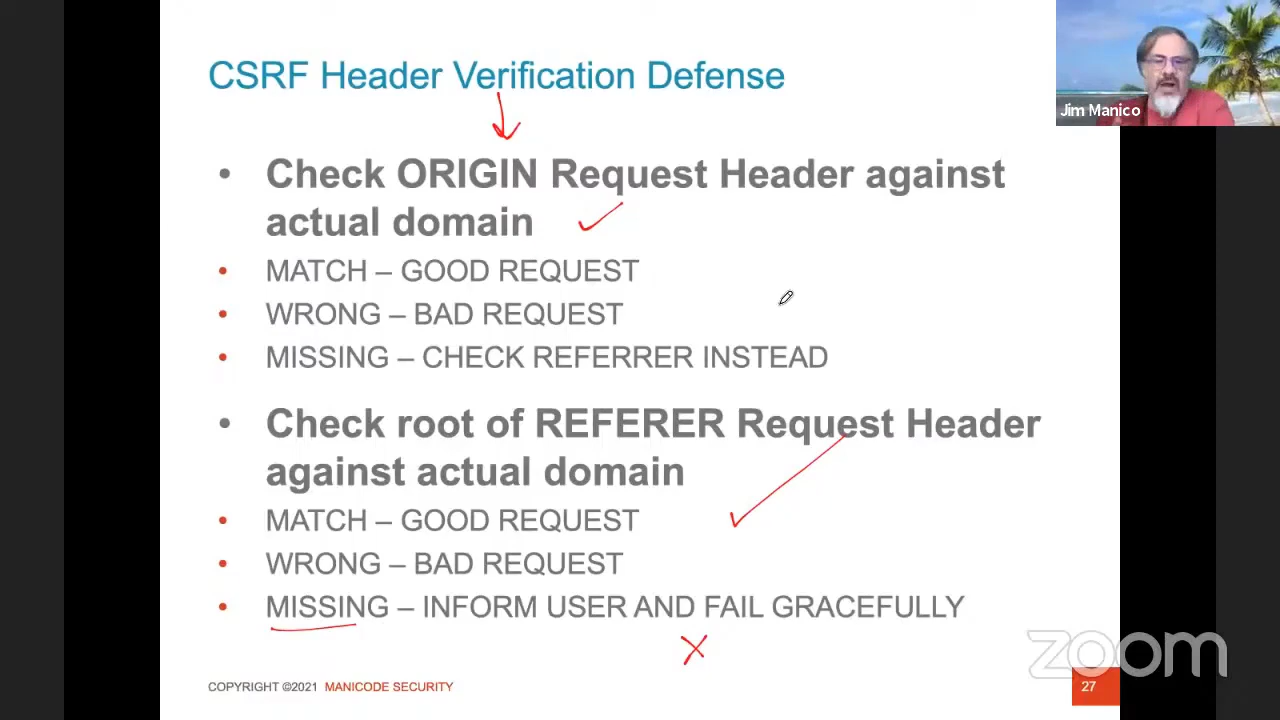 CSRF Header Verification Defense
Jim Manico
• Check ORIGIN Request Header against
actual domain
• MATCH – GOOD REQUEST
• WRONG – BAD REQUEST
• MISSING – CHECK REFERRER INSTEAD
• Check root of REFERER Request Header
against actual domain
• MATCH – GOOD REQUEST
• WRONG – BAD REQUEST
• MISSING – INFORM USER AND FAIL GRACEFULLY
zoom
COPYRIGHT ©2021 MANICODE SECURITY
27